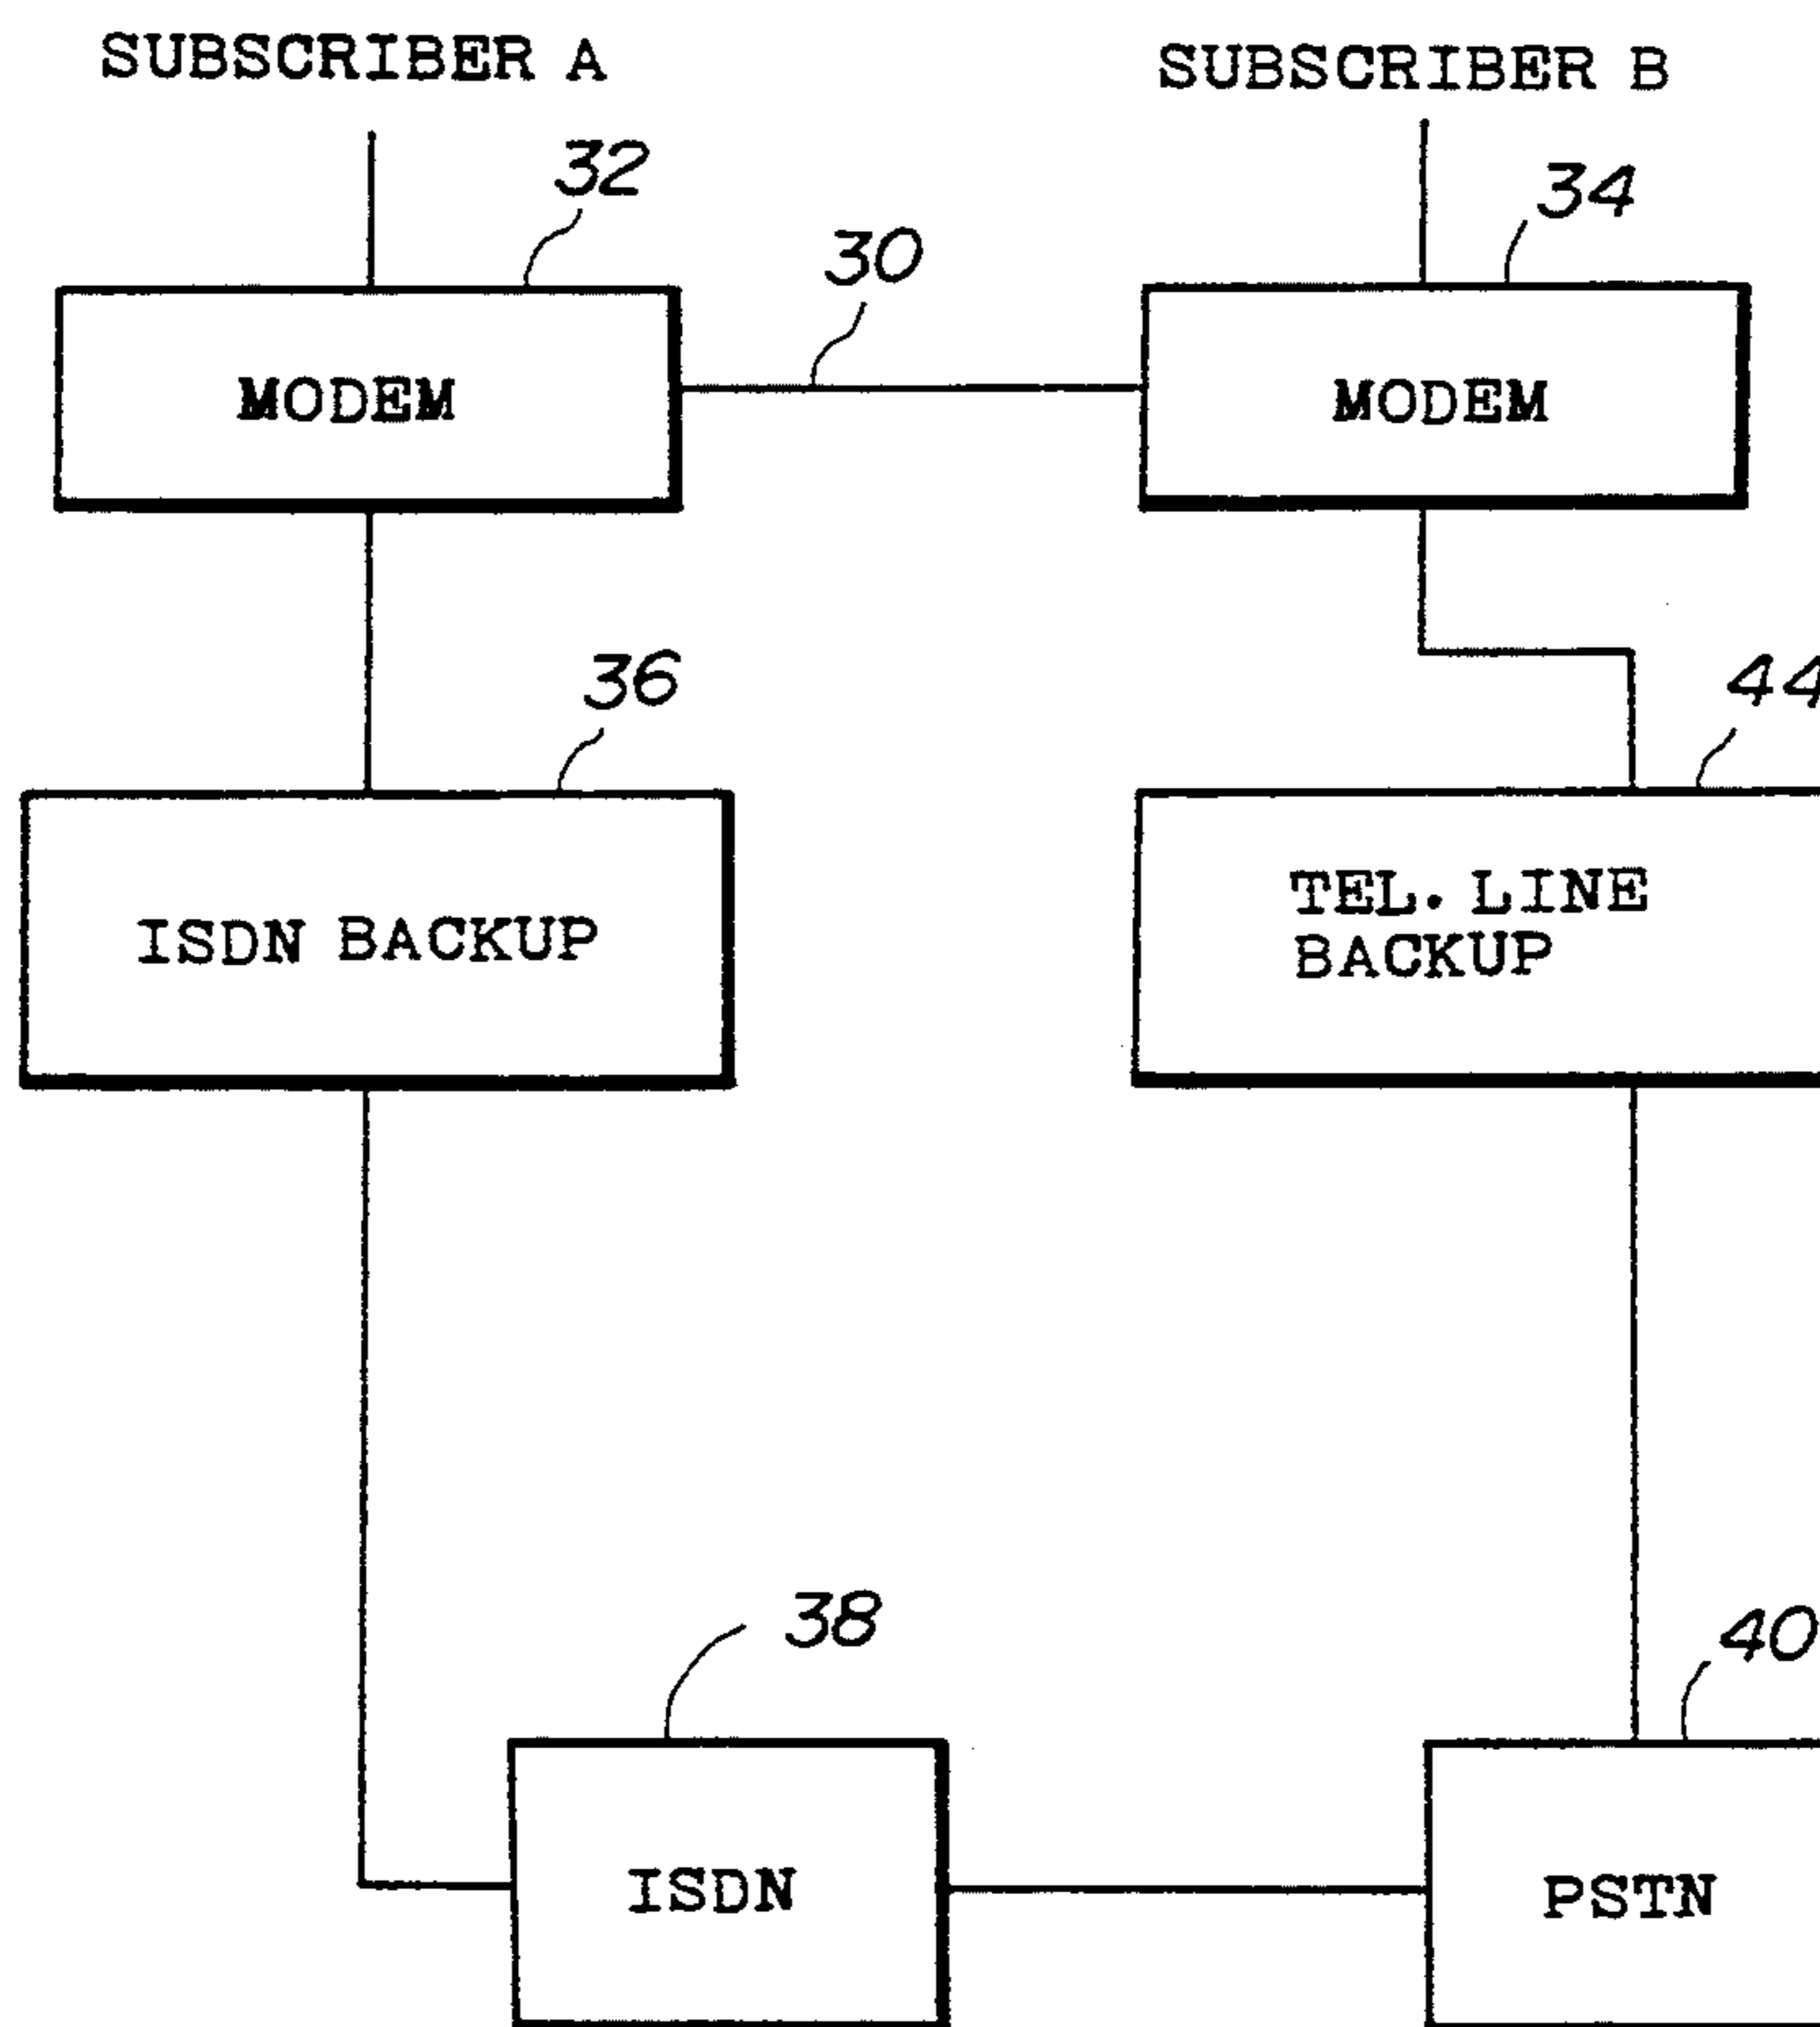 SUBSCRIBER A
SUBSCRIBER B
32
34
30
MODEM
MODEM
36
44
ISDN BACKUP
TEL. LINE
BACKUP
38
40
ISDN
PSTN